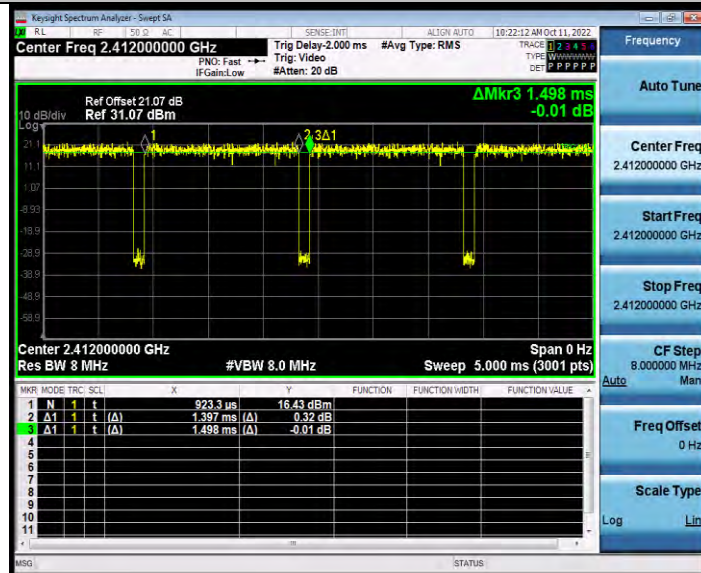 Keysight Spectrum Analyzer - Swept SA
LXI RL RF 50 Ω AC SENSE:INT ALIGN AUTO 10:22:12 AM Oct 11, 2022
Center Freq 2.412000000 GHz
PNO: Fast
IFGain:Low
Trig Delay-2.000 ms
Trig: Video
#Atten: 20 dB
#Avg Type: RMS
TRACE 1 2 3 4 5 6
TYPE WWWWWW
DET P P P P P P
Ref Offset 21.07 dB
10 dB/div Ref 31.07 dBm
Log
ΔMkr3 1.498 ms
-0.01 dB
1 2 3Δ1
21.1
11.1
1.07
-8.93
-18.9
-28.9
-38.9
-48.9
-58.9
Center 2.412000000 GHz Span 0 Hz
Res BW 8 MHz #VBW 8.0 MHz Sweep 5.000 ms (3001 pts)
MKR MODE TRC SCL X Y FUNCTION FUNCTION WIDTH FUNCTION VALUE
1 N 1 t 923.3 µs 16.43 dBm
2 Δ1 1 t (Δ) 1.397 ms (Δ) 0.32 dB
3 Δ1 1 t (Δ) 1.498 ms (Δ) -0.01 dB
4
5
6
7
8
9
10
11
MSG STATUS
Frequency
Auto Tune
Center Freq
2.412000000 GHz
Start Freq
2.412000000 GHz
Stop Freq
2.412000000 GHz
CF Step
8.000000 MHz
Auto Man
Freq Offset
0 Hz
Scale Type
Log Lin